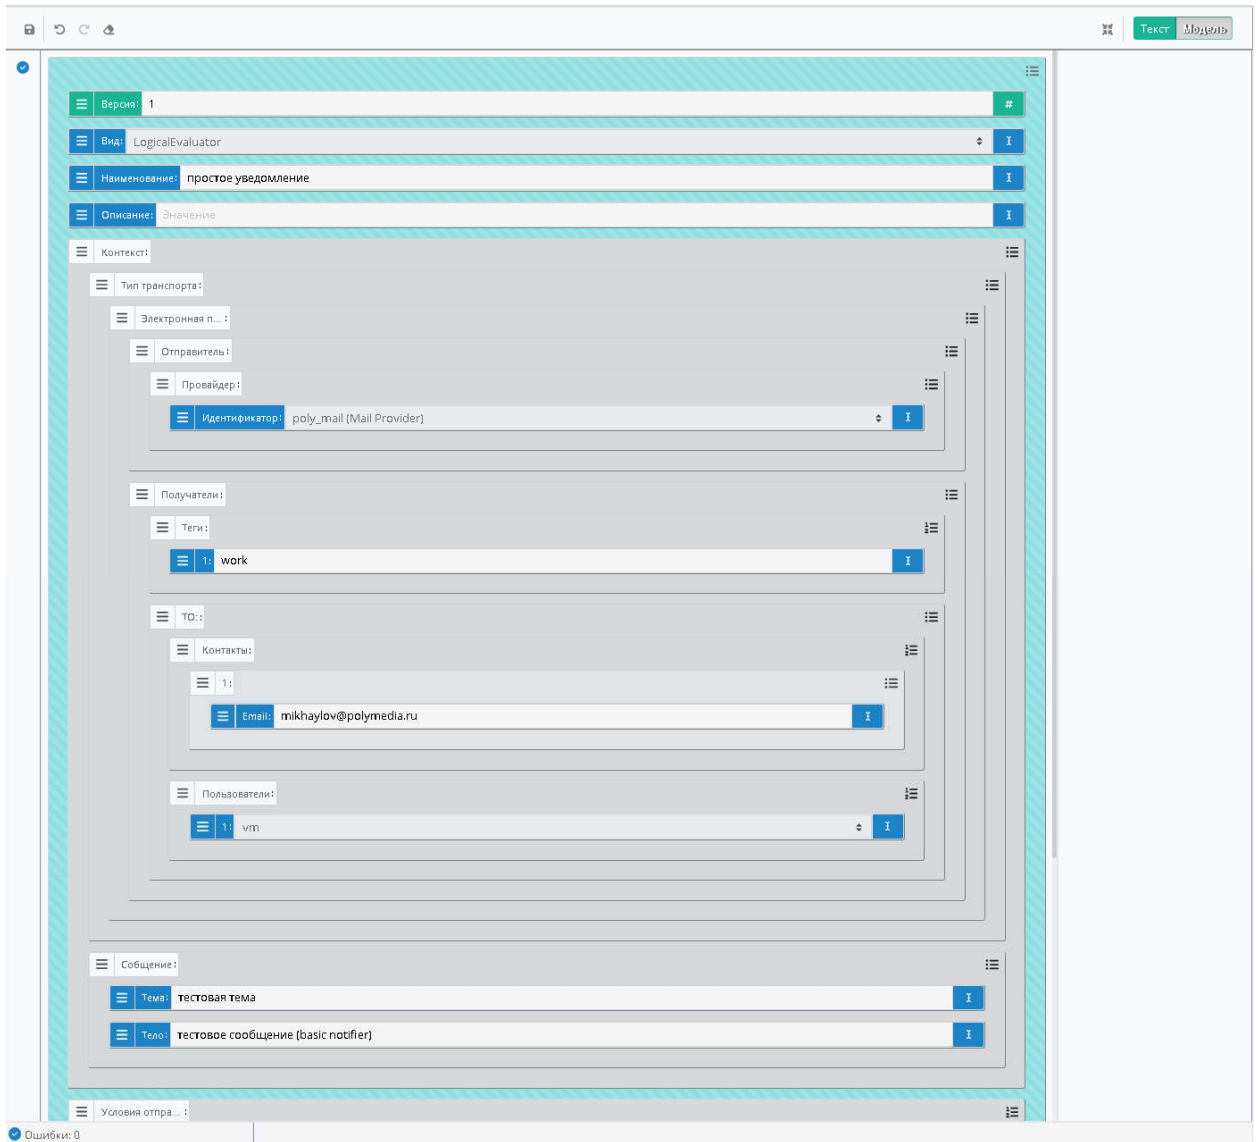 Текст Модель
Версия: 1 #
Вид: LogicalEvaluator
Наименование: простое уведомление
Описание: Значение
Контекст:
Тип транспорта:
Электронная п... :
Отправитель:
Провайдер:
Идентификатор: poly_mail (Mail Provider)
Получатели:
Теги:
1: work
TO::
Контакты:
1:
Email: mikhaylov@polymedia.ru
Пользователи:
1: vm
Собщение:
Тема: тестовая тема
Тело: тестовое сообщение (basic notifier)
Условия отпра... :
Ошибки: 0